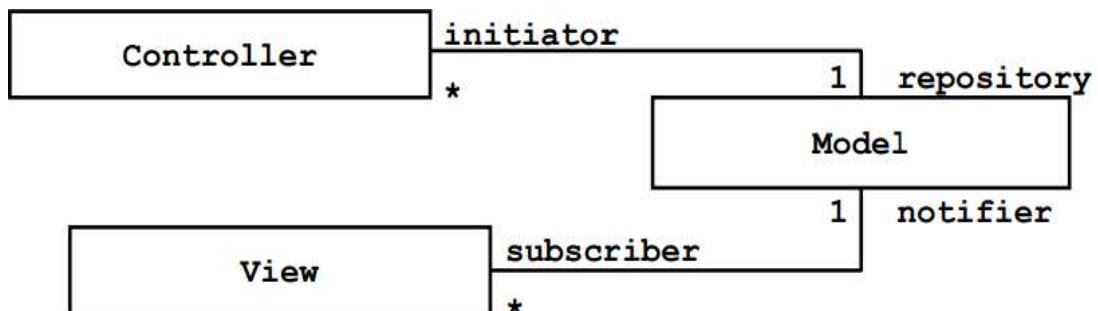 Controller
initiator
*
1 repository
Model
1 notifier
subscriber
View
*